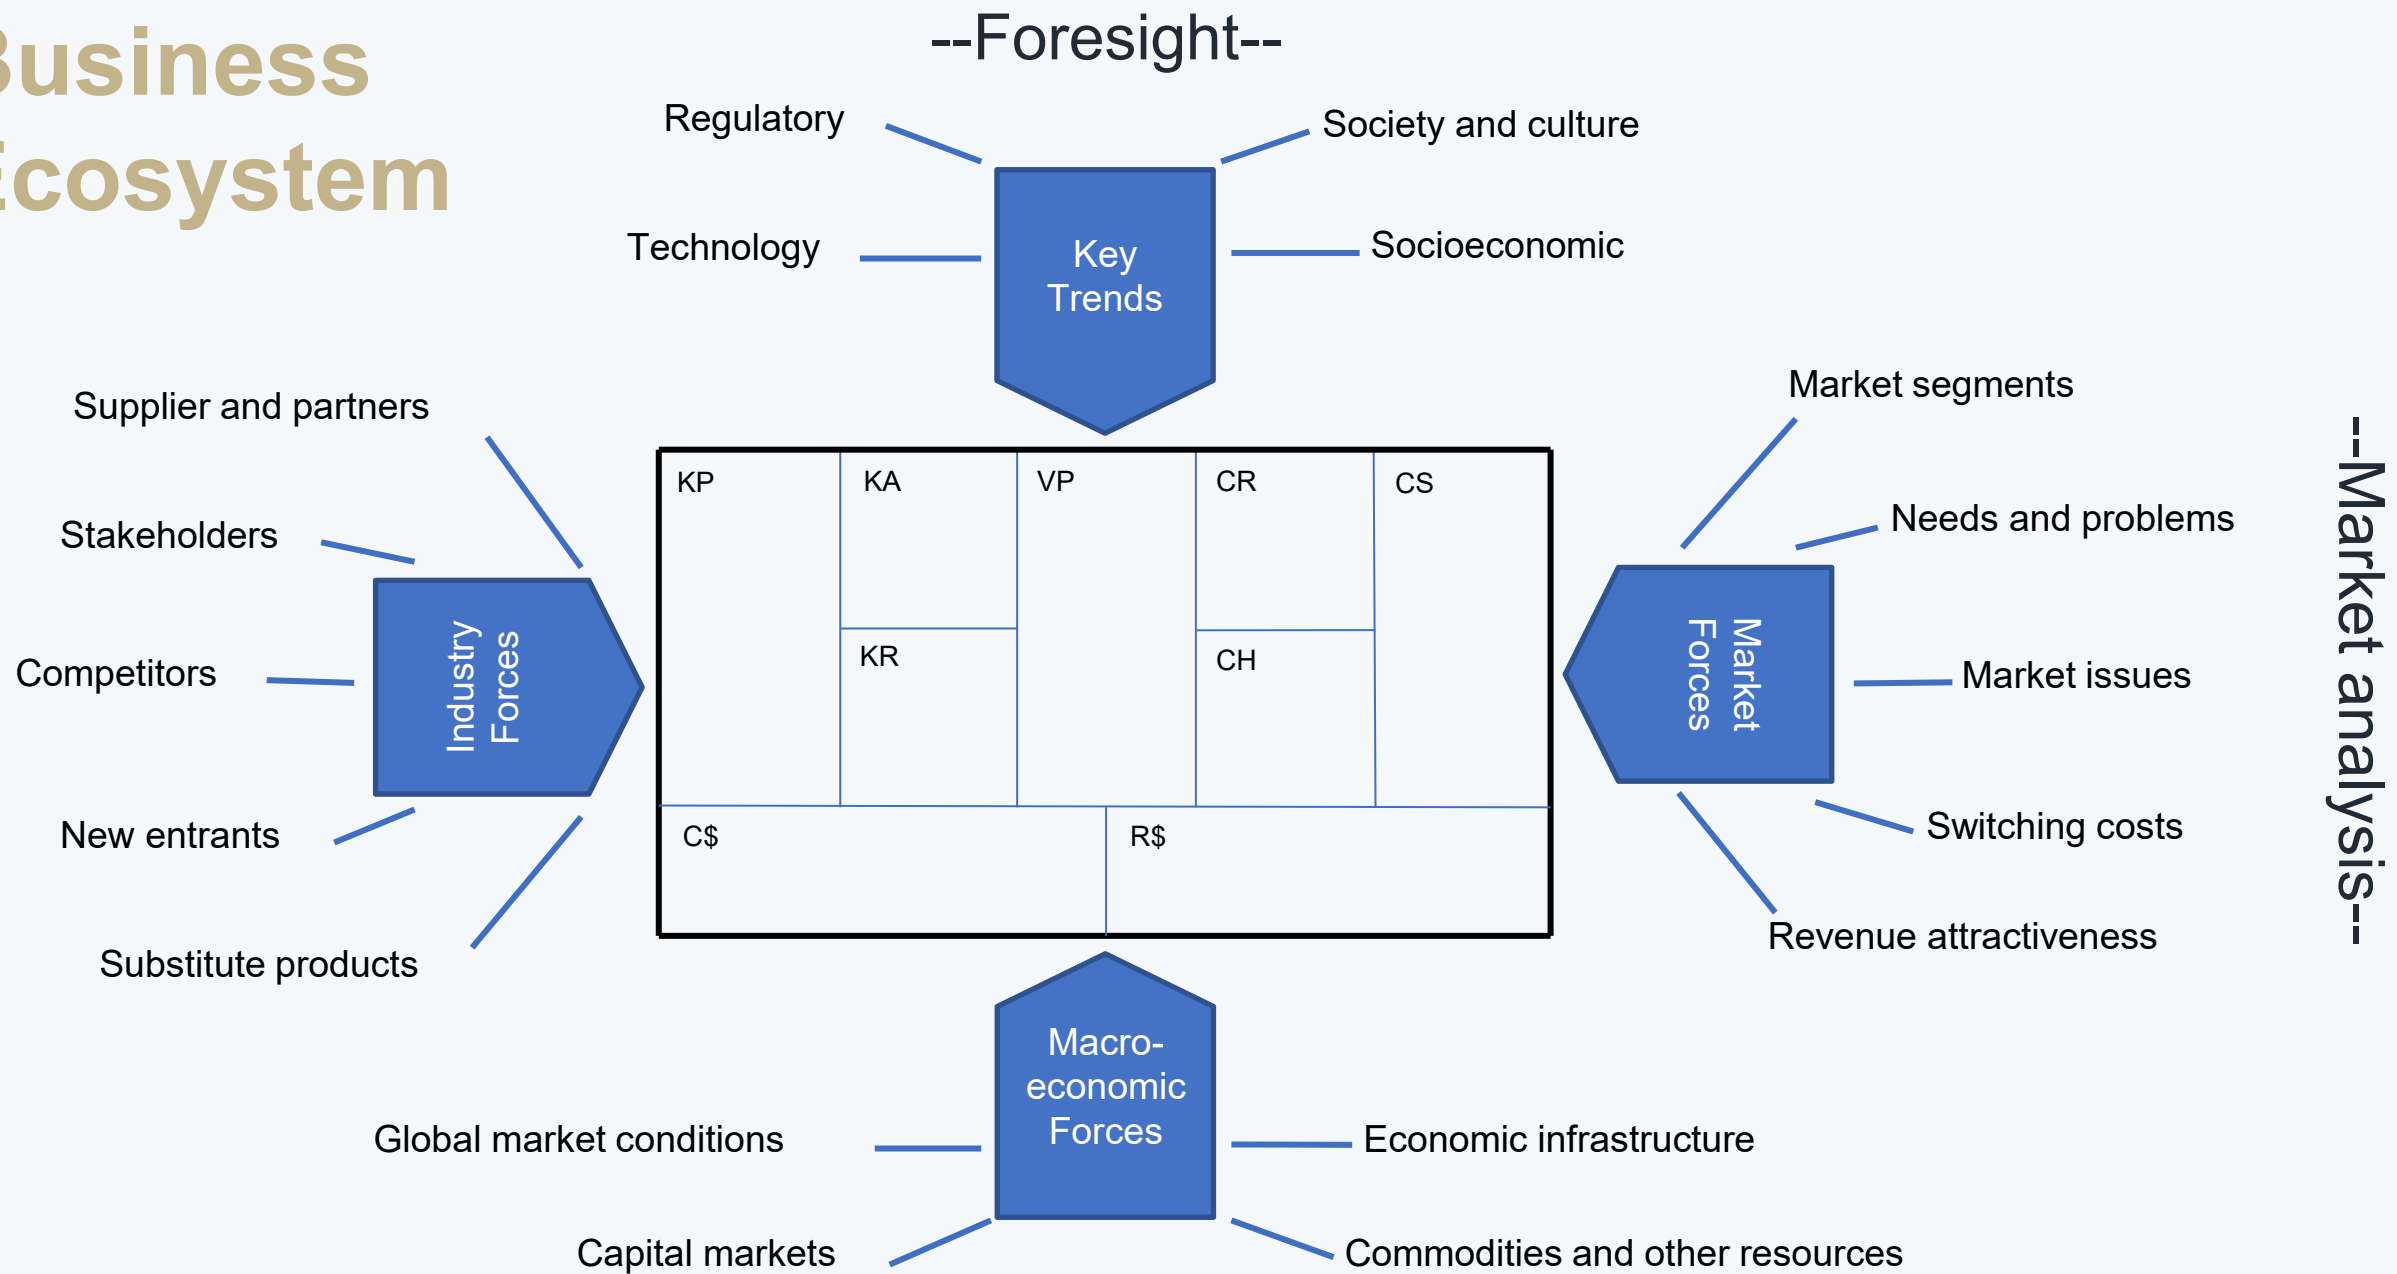 Business
Ecosystem
--Foresight--
Regulatory
Society and culture
Technology
Socioeconomic
Key
Trends
Supplier and partners
Stakeholders
Competitors
New entrants
Substitute products
Industry
Forces
KP
KA
VP
CR
CS
KR
CH
C$
R$
Market
Forces
Market segments
Needs and problems
Market issues
Switching costs
Revenue attractiveness
--Market analysis--
Macro-
economic
Forces
Global market conditions
Economic infrastructure
Capital markets
Commodities and other resources